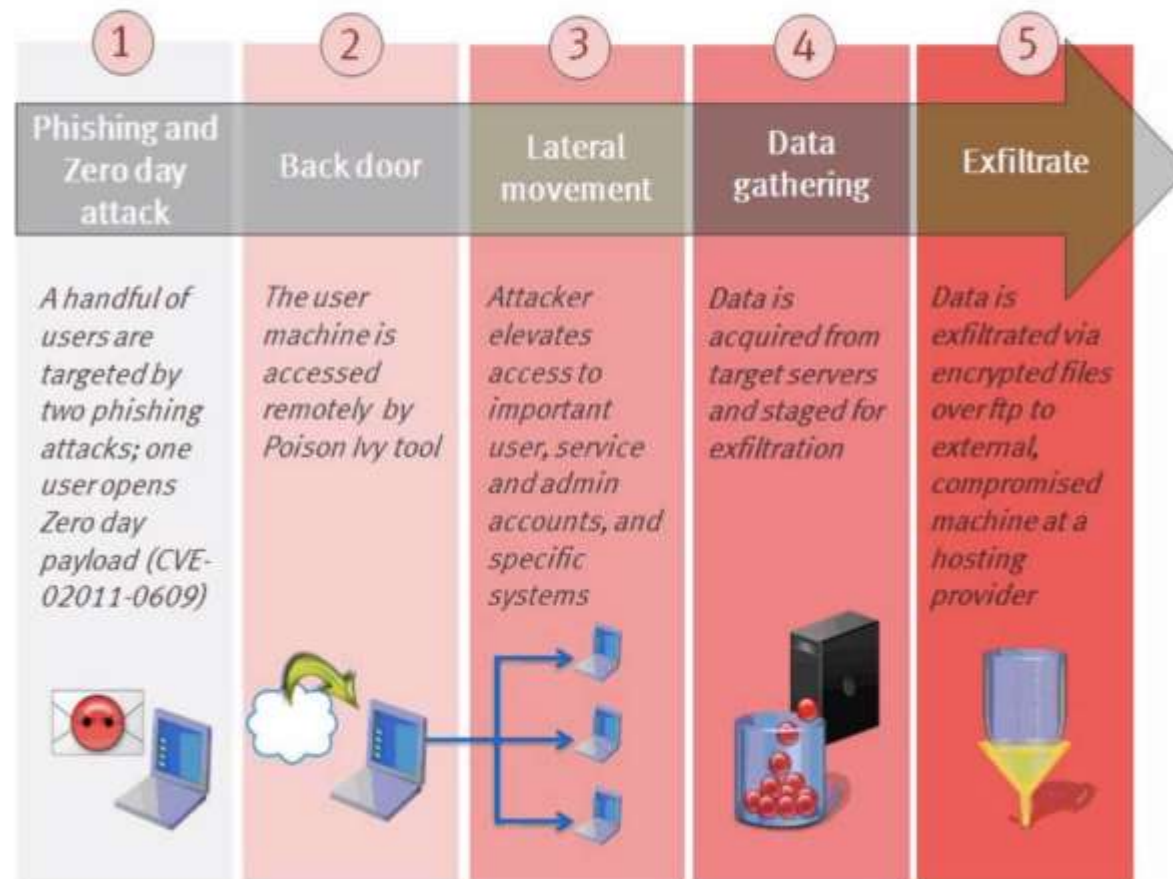 1
Phishing and
Zero day
attack
A handful of
users are
targeted by
two phishing
attacks; one
user opens
Zero day
payload (CVE-
02011-0609)
2
Back door
The user
machine is
accessed
remotely by
Poison Ivy tool
3
Lateral
movement
Attacker
elevates
access to
important
user, service
and admin
accounts, and
specific
systems
4
Data
gathering
Data is
acquired from
target servers
and staged for
exfiltration
5
Exfiltrate
Data is
exfiltrated via
encrypted files
over ftp to
external,
compromised
machine at a
hosting
provider